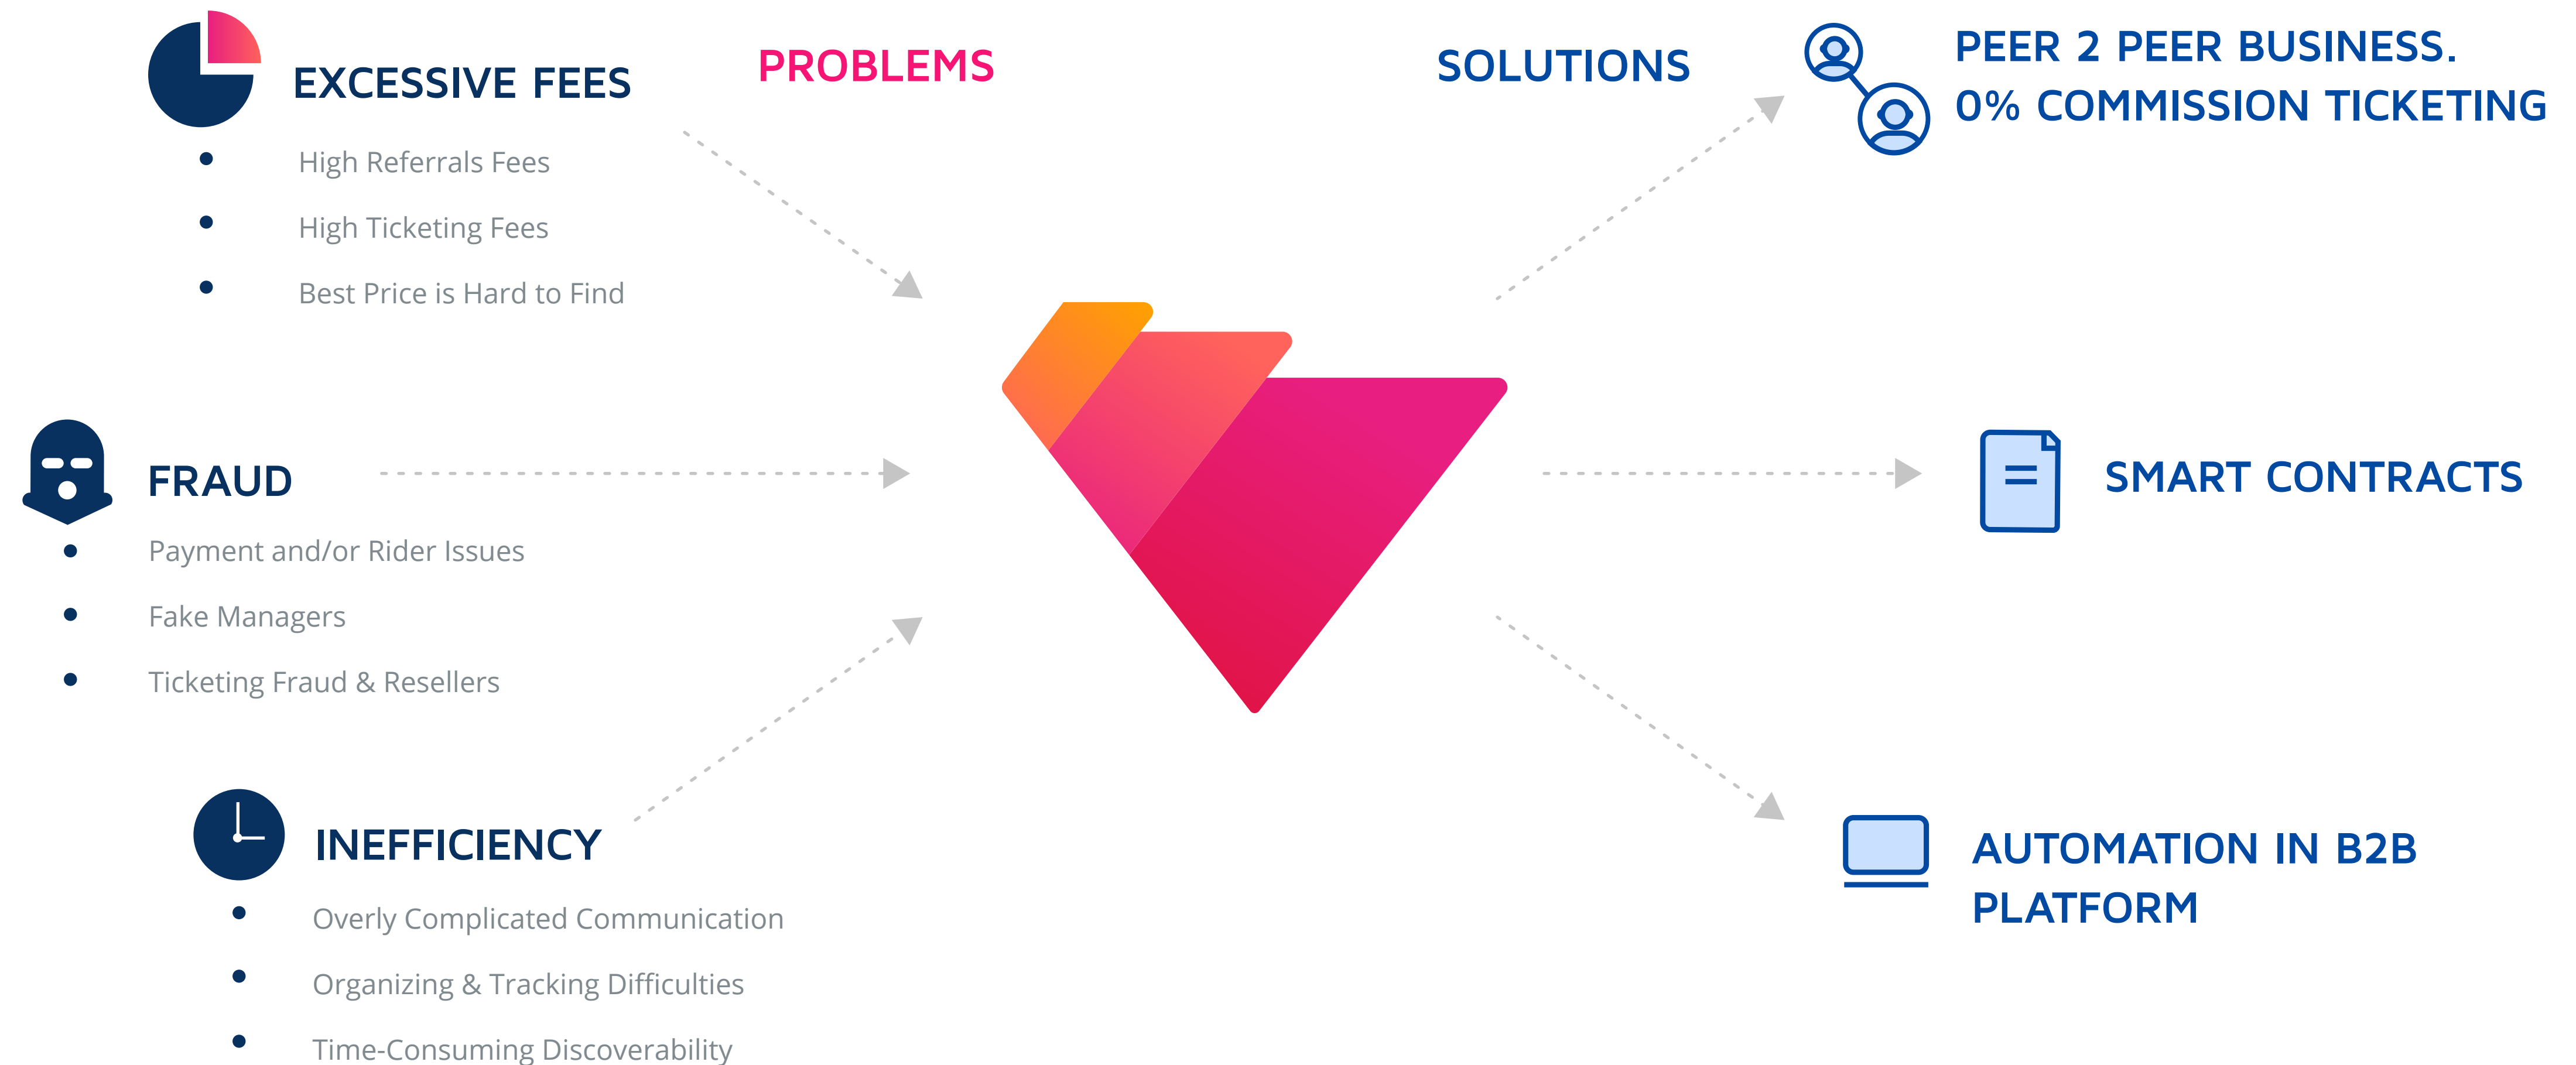 PROBLEMS
EXCESSIVE FEES
High Referrals Fees
High Ticketing Fees
Best Price is Hard to Find
FRAUD
Payment and/or Rider Issues
Fake Managers
Ticketing Fraud & Resellers
INEFFICIENCY
Overly Complicated Communication
Organizing & Tracking Difficulties
Time-Consuming Discoverability
SOLUTIONS
PEER 2 PEER BUSINESS.
0% COMMISSION TICKETING
SMART CONTRACTS
AUTOMATION IN B2B
PLATFORM